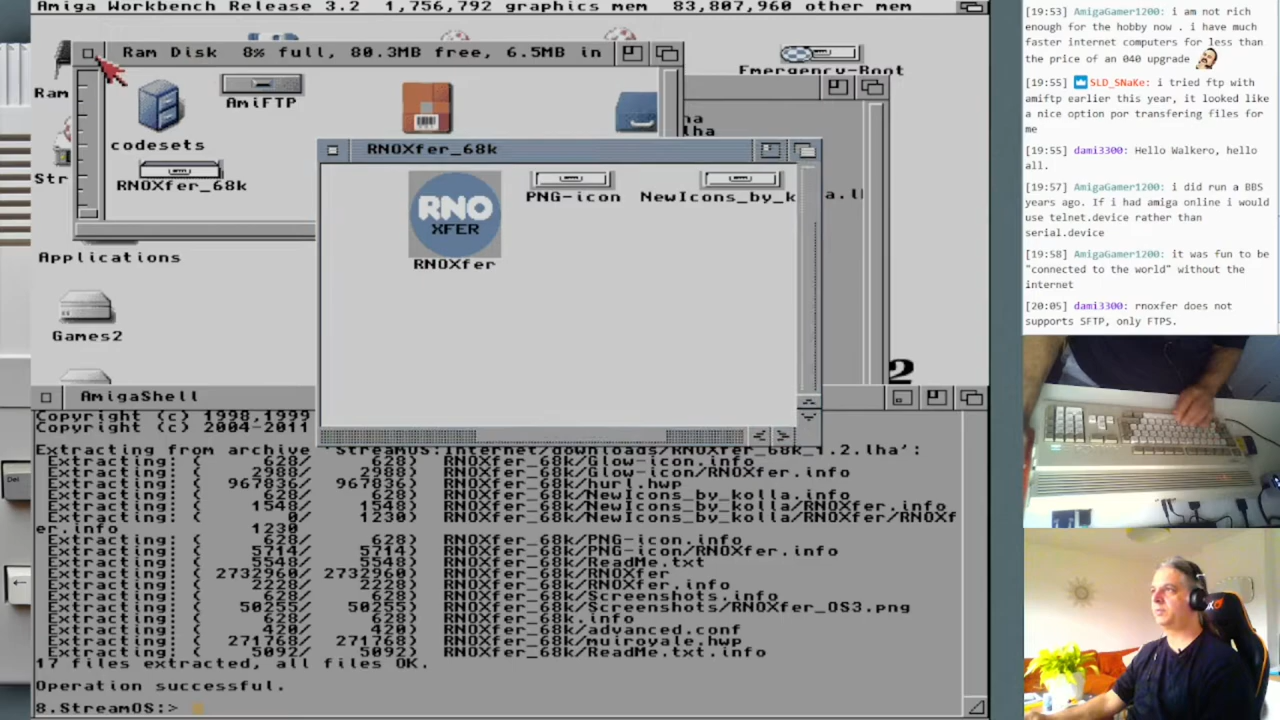 Amiga Workbench Release 3.2 1,756,792 graphics mem 83,807,960 other mem
Ram Disk 8% full, 80.3MB free, 6.5MB in
Emergency-Root
Ram
AmiFTP
codesets
lha
RNOXfer_68k
Str
RNOXfer_68k
PNG-icon
NewIcons_by_k
a.l
RNO
XFER
RNOXfer
Applications
Games2
2
AmigaShell
Copyright (c) 1998,1999
Copyright (c) 2004-2011
Extracting from archive 'StreamOS:Internet/downloads/RNOXfer_68k_1.2.lha':
Extracting: ( 628/ 628) RNOXfer_68k/Glow-icon.info
Extracting: ( 2988/ 2988) RNOXfer_68k/Glow-icon/RNOXfer.info
Extracting: ( 967836/ 967836) RNOXfer_68k/hurl.hwp
Extracting: ( 628/ 628) RNOXfer_68k/NewIcons_by_kolla.info
Extracting: ( 1548/ 1548) RNOXfer_68k/NewIcons_by_kolla/RNOXfer.info
Extracting: ( 0/ 1230) RNOXfer_68k/NewIcons_by_kolla/RNOXfer/RNOXf
er.info 1230)
Extracting: ( 628/ 628) RNOXfer_68k/PNG-icon.info
Extracting: ( 5714/ 5714) RNOXfer_68k/PNG-icon/RNOXfer.info
Extracting: ( 5548/ 5548) RNOXfer_68k/ReadMe.txt
Extracting: ( 2732960/ 2732960) RNOXfer_68k/RNOXfer
Extracting: ( 2228/ 2228) RNOXfer_68k/RNOXfer.info
Extracting: ( 628/ 628) RNOXfer_68k/Screenshots.info
Extracting: ( 50255/ 50255) RNOXfer_68k/Screenshots/RNOXfer_OS3.png
Extracting: ( 628/ 628) RNOXfer_68k.info
Extracting: ( 420/ 420) RNOXfer_68k/advanced.conf
Extracting: ( 271768/ 271768) RNOXfer_68k/nuiroyale.hwp
Extracting: ( 5092/ 5092) RNOXfer_68k/ReadMe.txt.info
17 files extracted, all files OK.
Operation successful.
8.StreamOS:>
Del
[19:53] AmigaGamer1200: i am not rich
enough for the hobby now . i have much
faster internet computers for less than
the price of an 040 upgrade
[19:55] SLD_SNaKe: i tried ftp with
amiftp earlier this year, it looked like
a nice option por transfering files for
me
[19:55] dami3300: Hello Walkero, hello
all.
[19:57] AmigaGamer1200: i did run a BBS
years ago. If i had amiga online i would
use telnet.device rather than
serial.device
[19:58] AmigaGamer1200: it was fun to be
"connected to the world" without the
internet
[20:05] dami3300: rnoxfer does not
supports SFTP, only FTPS.